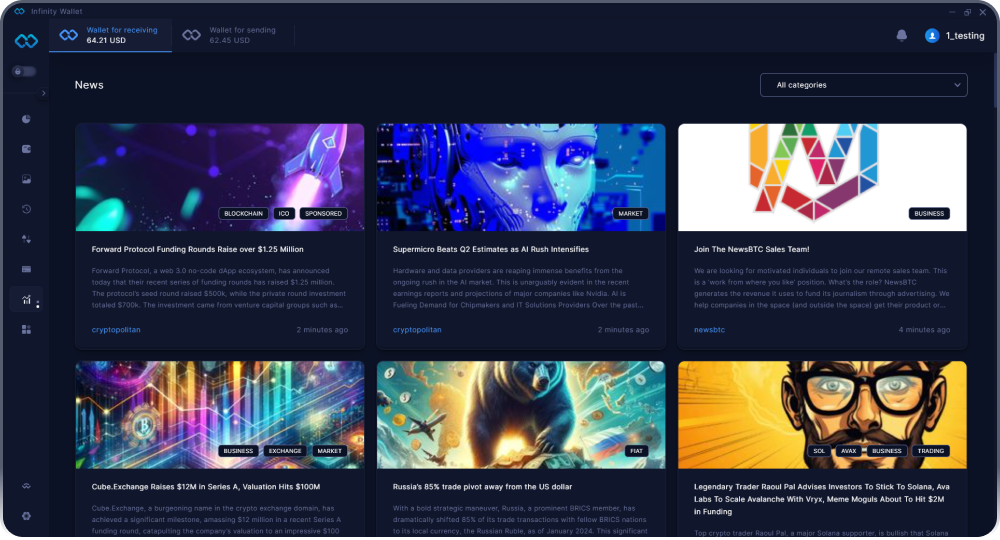 Infinity Wallet
Wallet for receiving
64.21 USD
Wallet for sending
62.45 USD
1_testing
News
All categories
BLOCKCHAIN
ICO
SPONSORED
Forward Protocol Funding Rounds Raise over $1.25 Million
Forward Protocol, a web 3.0 no-code dApp ecosystem, has announced
today that their recent series of funding rounds has raised $1.25 million.
The protocol's seed round raised $500k, while the private round investment
totaled $700k. The investment came from venture capital groups such as...
cryptopolitan
2 minutes ago
MARKET
Supermicro Beats Q2 Estimates as AI Rush Intensifies
Hardware and data providers are reaping immense benefits from the
ongoing rush in the AI market. This is unarguably evident in the recent
earnings reports and projections of major companies like Nvidia. AI is
Fueling Demand for Chipmakers and IT Solutions Providers Over the past...
cryptopolitan
2 minutes ago
BUSINESS
Join The NewsBTC Sales Team!
We are looking for motivated individuals to join our remote sales team. This
is a 'work from where you like' position. What's the role? NewsBTC
generates the revenue it uses to fund its journalism through advertising. We
help companies in the space (and outside the space) get their product or...
newsbtc
4 minutes ago
BUSINESS
EXCHANGE
MARKET
Cube.Exchange Raises $12M in Series A, Valuation Hits $100M
Cube.Exchange, a burgeoning name in the crypto exchange domain, has
achieved a significant milestone, amassing $12 million in a recent Series A
funding round, catapulting the company's valuation to an impressive $100
FIAT
Russia's 85% trade pivot away from the US dollar
With a bold strategic maneuver, Russia, a prominent BRICS member, has
dramatically shifted 85% of its trade transactions with fellow BRICS nations
to its local currency, the Russian Ruble, as of January 2024. This significant
SOL
AVAX
BUSINESS
TRADING
Legendary Trader Raoul Pal Advises Investors To Stick To Solana, Ava
Labs To Scale Avalanche With Vryx, Meme Moguls About To Hit $2M
in Funding
Top crypto trader Raoul Pal, a major Solana supporter, is bullish that Solana